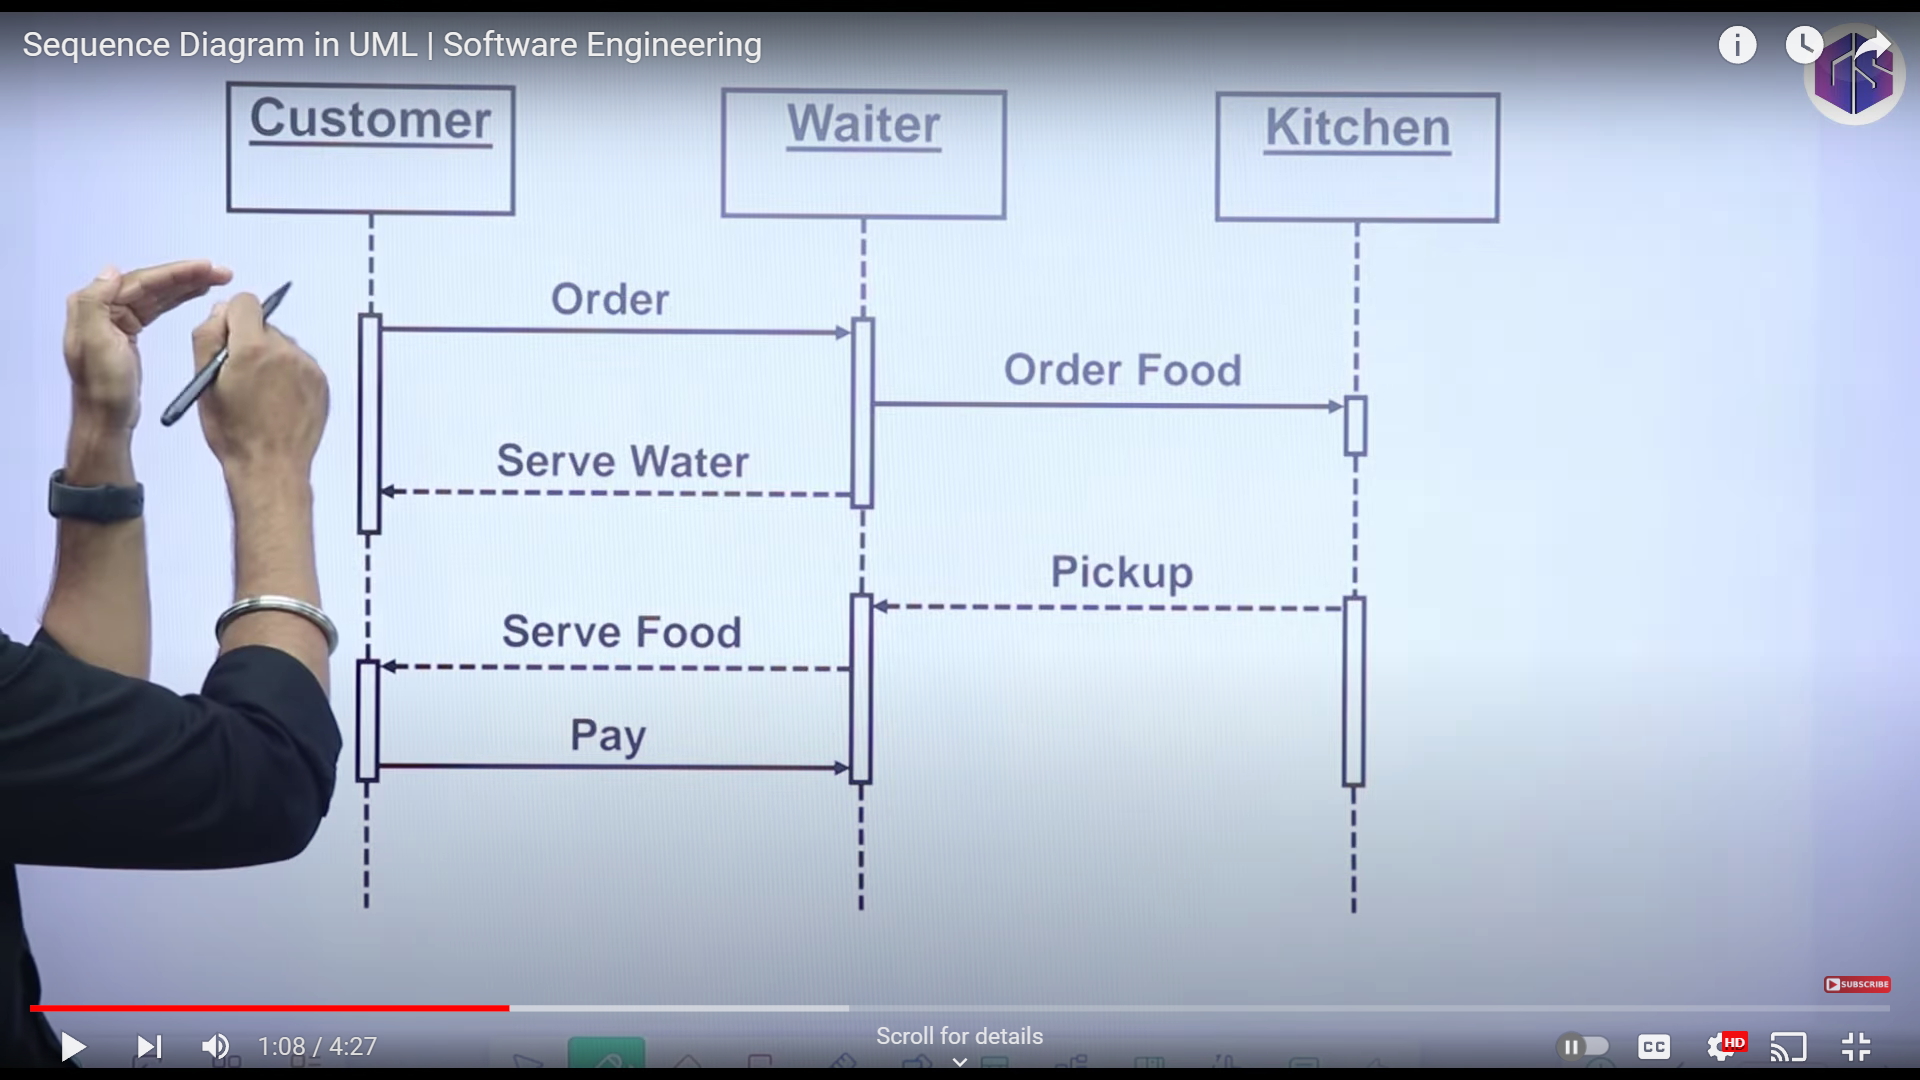 Sequence Diagram in UML | Software Engineering
Customer
Waiter
Kitchen
Order
Order Food
Serve Water
Pickup
Serve Food
Pay
SUBSCRIBE
1:08 / 4:27
Scroll for details
CC
HD